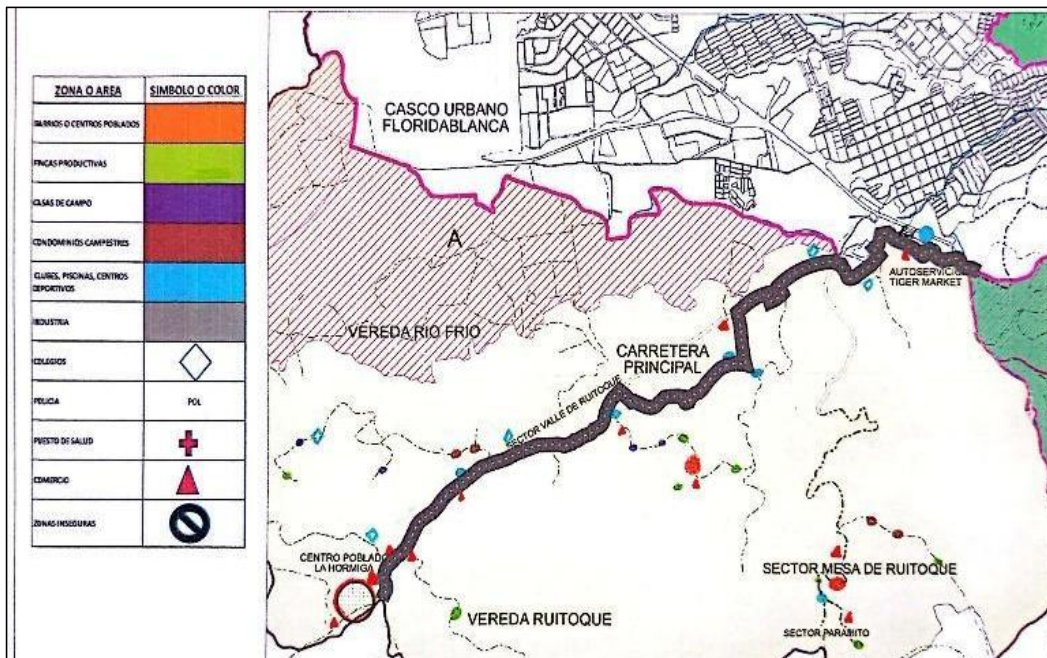 ZONA O AREA
SIMBOLO O COLOR
BARRIOS O CENTROS POBLADOS
FINCAS PRODUCTIVAS
CASAS DE CAMPO
CONDOMINIOS CAMPESTRES
CLUBES, PISCINAS, CENTROS
DEPORTIVOS
INDUSTRIA
COLEGIOS
POLICIA
POL
PUESTO DE SALUD
COMERCIO
ZONAS INSEGURAS
CASCO URBANO
FLORIDABLANCA
A
AUTOSERVICIO
TIGER MARKET
VEREDA RIO FRIO
CARRETERA
PRINCIPAL
SECTOR VALLE DE RUITOQUE
CENTRO POBLADO
LA HORMIGA
SECTOR MESA DE RUITOQUE
VEREDA RUITOQUE
SECTOR PARAMITO